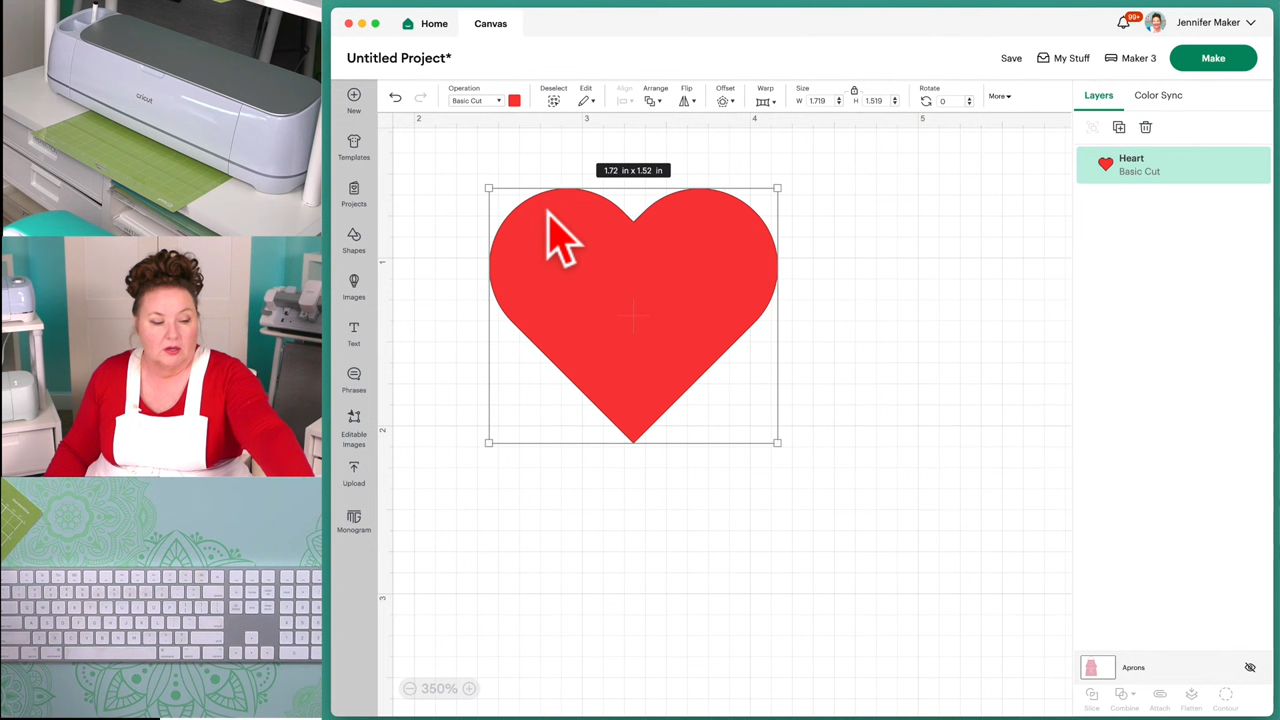 cricut
Home
Canvas
99+
Jennifer Maker
Untitled Project*
Save
My Stuff
Maker 3
Make
New
Templates
Projects
Shapes
Images
Text
Phrases
Editable
Images
Upload
Monogram
Operation
Basic Cut
Deselect
Edit
Align
Arrange
Flip
Offset
Warp
Size
W 1.719
H 1.519
Rotate
0
More
2 3 4 5
1
2
3
1.72 in x 1.52 in
350%
Layers
Color Sync
Heart
Basic Cut
Aprons
Slice
Combine
Attach
Flatten
Contour